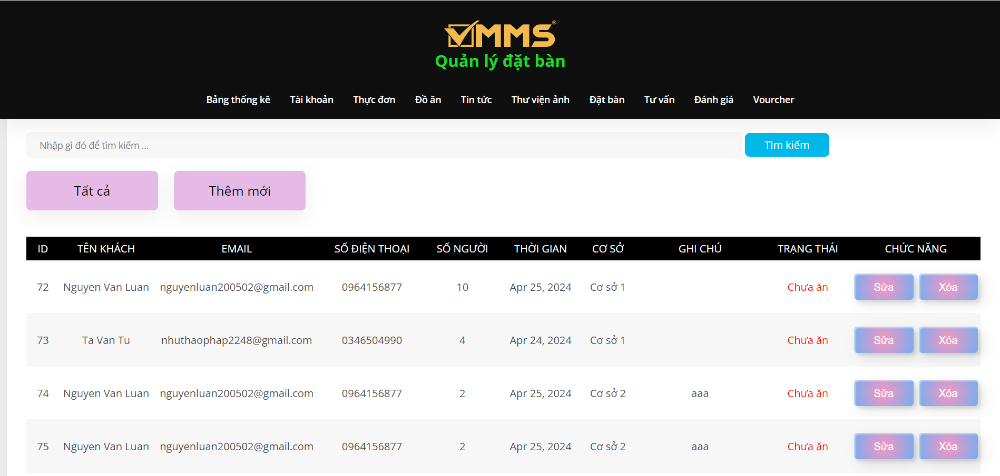 VMMS®
Quản lý đặt bàn
Bảng thống kê Tài khoản Thực đơn Đồ ăn Tin tức Thư viện ảnh Đặt bàn Tư vấn Đánh giá Vourcher
Nhập gì đó để tìm kiếm ... Tìm kiếm
Tất cả Thêm mới
ID TÊN KHÁCH EMAIL SỐ ĐIỆN THOẠI SỐ NGƯỜI THỜI GIAN CƠ SỞ GHI CHÚ TRẠNG THÁI CHỨC NĂNG
72 Nguyen Van Luan nguyenluan200502@gmail.com 0964156877 10 Apr 25, 2024 Cơ sở 1 Chưa ăn Sửa Xóa
73 Ta Van Tu nhuthaophap2248@gmail.com 0346504990 4 Apr 24, 2024 Cơ sở 1 Chưa ăn Sửa Xóa
74 Nguyen Van Luan nguyenluan200502@gmail.com 0964156877 2 Apr 25, 2024 Cơ sở 2 aaa Chưa ăn Sửa Xóa
75 Nguyen Van Luan nguyenluan200502@gmail.com 0964156877 2 Apr 25, 2024 Cơ sở 2 aaa Chưa ăn Sửa Xóa